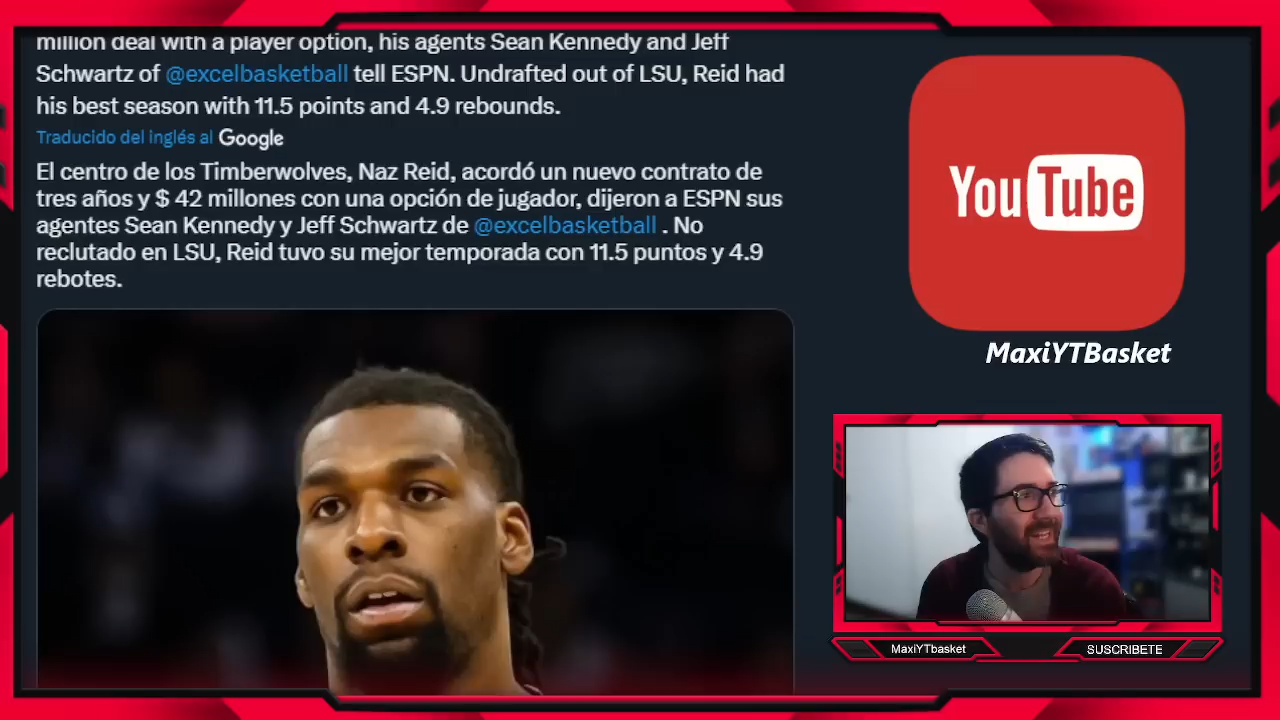 million deal with a player option, his agents Sean Kennedy and Jeff
Schwartz of @excelbasketball tell ESPN. Undrafted out of LSU, Reid had
his best season with 11.5 points and 4.9 rebounds.
Traducido del inglés al Google
El centro de los Timberwolves, Naz Reid, acordó un nuevo contrato de
tres años y $ 42 millones con una opción de jugador, dijeron a ESPN sus
agentes Sean Kennedy y Jeff Schwartz de @excelbasketball . No
reclutado en LSU, Reid tuvo su mejor temporada con 11.5 puntos y 4.9
rebotes.
YouTube
MaxiYTBasket
MaxiYTbasket
SUSCRIBETE